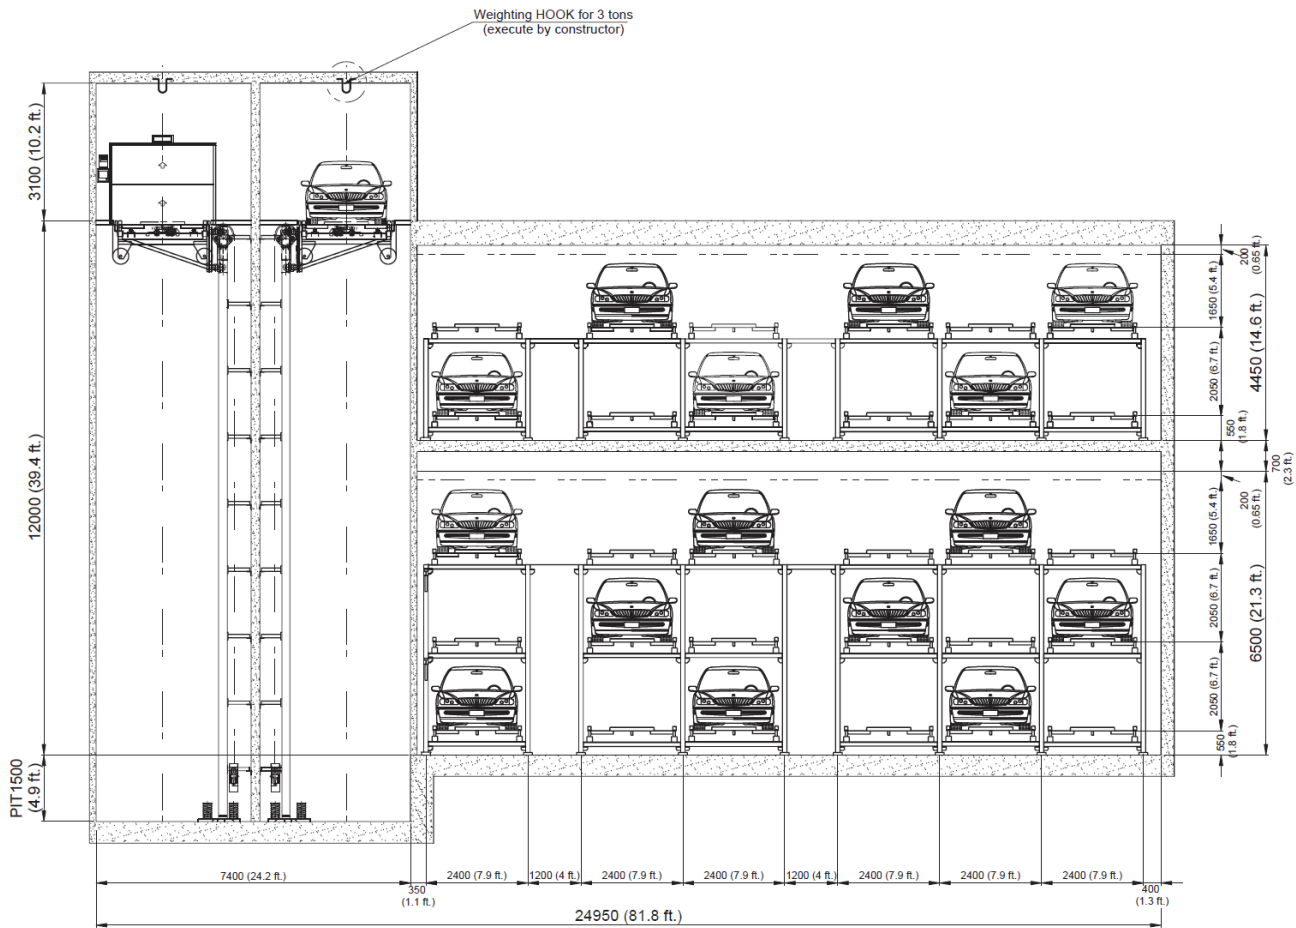 Weighting HOOK for 3 tons
(execute by constructor)
3100 (10.2 ft.)
12000 (39.4 ft.)
PIT1500
(4.9 ft.)
200
(0.65 ft.)
1650 (5.4 ft.)
2050 (6.7 ft.)
550
(1.8 ft.)
4450 (14.6 ft.)
700
(2.3 ft.)
200
(0.65 ft.)
1650 (5.4 ft.)
2050 (6.7 ft.)
2050 (6.7 ft.)
550
(1.8 ft.)
6500 (21.3 ft.)
7400 (24.2 ft.)
350
(1.1 ft.)
2400 (7.9 ft.)
1200 (4 ft.)
2400 (7.9 ft.)
2400 (7.9 ft.)
1200 (4 ft.)
2400 (7.9 ft.)
2400 (7.9 ft.)
2400 (7.9 ft.)
400
(1.3 ft.)
24950 (81.8 ft.)